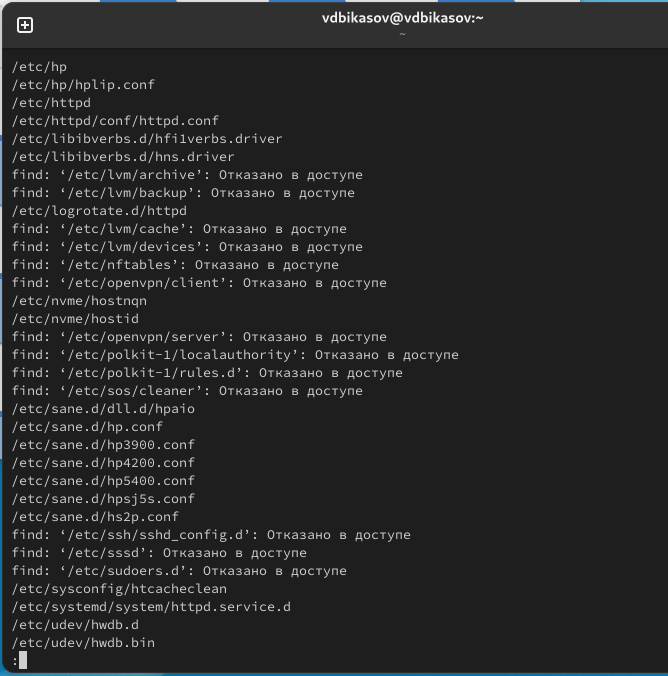 vdbikasov@vdbikasov:~
~
/etc/hp
/etc/hp/hplip.conf
/etc/httpd
/etc/httpd/conf/httpd.conf
/etc/libibverbs.d/hfi1verbs.driver
/etc/libibverbs.d/hns.driver
find: ‘/etc/lvm/archive’: Отказано в доступе
find: ‘/etc/lvm/backup’: Отказано в доступе
/etc/logrotate.d/httpd
find: ‘/etc/lvm/cache’: Отказано в доступе
find: ‘/etc/lvm/devices’: Отказано в доступе
find: ‘/etc/nftables’: Отказано в доступе
find: ‘/etc/openvpn/client’: Отказано в доступе
/etc/nvme/hostnqn
/etc/nvme/hostid
find: ‘/etc/openvpn/server’: Отказано в доступе
find: ‘/etc/polkit-1/localauthority’: Отказано в доступе
find: ‘/etc/polkit-1/rules.d’: Отказано в доступе
find: ‘/etc/sos/cleaner’: Отказано в доступе
/etc/sane.d/dll.d/hpaio
/etc/sane.d/hp.conf
/etc/sane.d/hp3900.conf
/etc/sane.d/hp4200.conf
/etc/sane.d/hp5400.conf
/etc/sane.d/hpsj5s.conf
/etc/sane.d/hs2p.conf
find: ‘/etc/ssh/sshd_config.d’: Отказано в доступе
find: ‘/etc/sssd’: Отказано в доступе
find: ‘/etc/sudoers.d’: Отказано в доступе
/etc/sysconfig/htcacheclean
/etc/systemd/system/httpd.service.d
/etc/udev/hwdb.d
/etc/udev/hwdb.bin
: